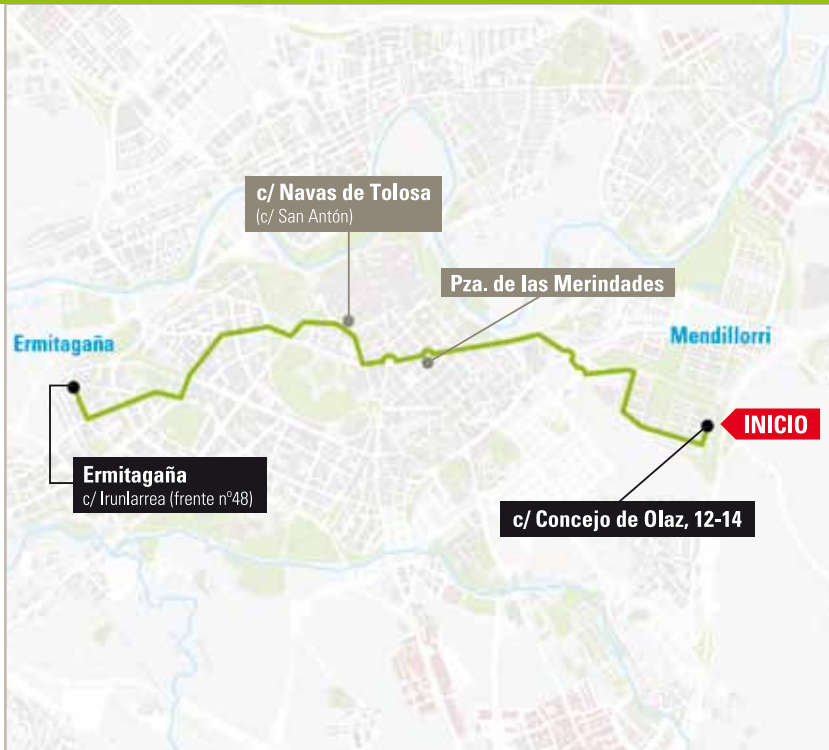 c/ Navas de Tolosa
(c/ San Antón)
Pza. de las Merindades
Ermitagaña
Mendillorri
INICIO
Ermitagaña
c/ Irunlarrea (frente nº48)
c/ Concejo de Olaz, 12-14